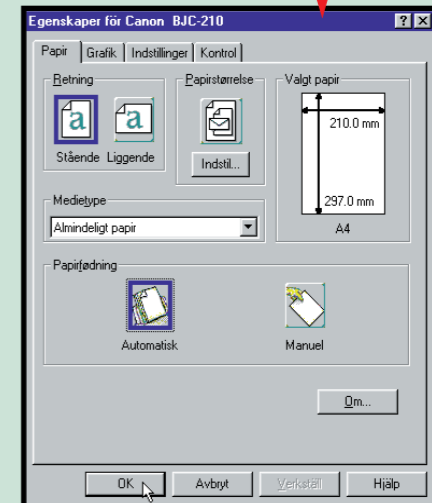 Egenskaper för Canon BJC-210
Papir Grafik Indstillinger Kontrol
Retning
Stående Liggende
Papirstørrelse
Indstil...
Valgt papir
210.0 mm
297.0 mm
A4
Medietype
Almindeligt papir
Papirfødning
Automatisk Manuel
Om...
OK Avbryt Verkställ Hjälp